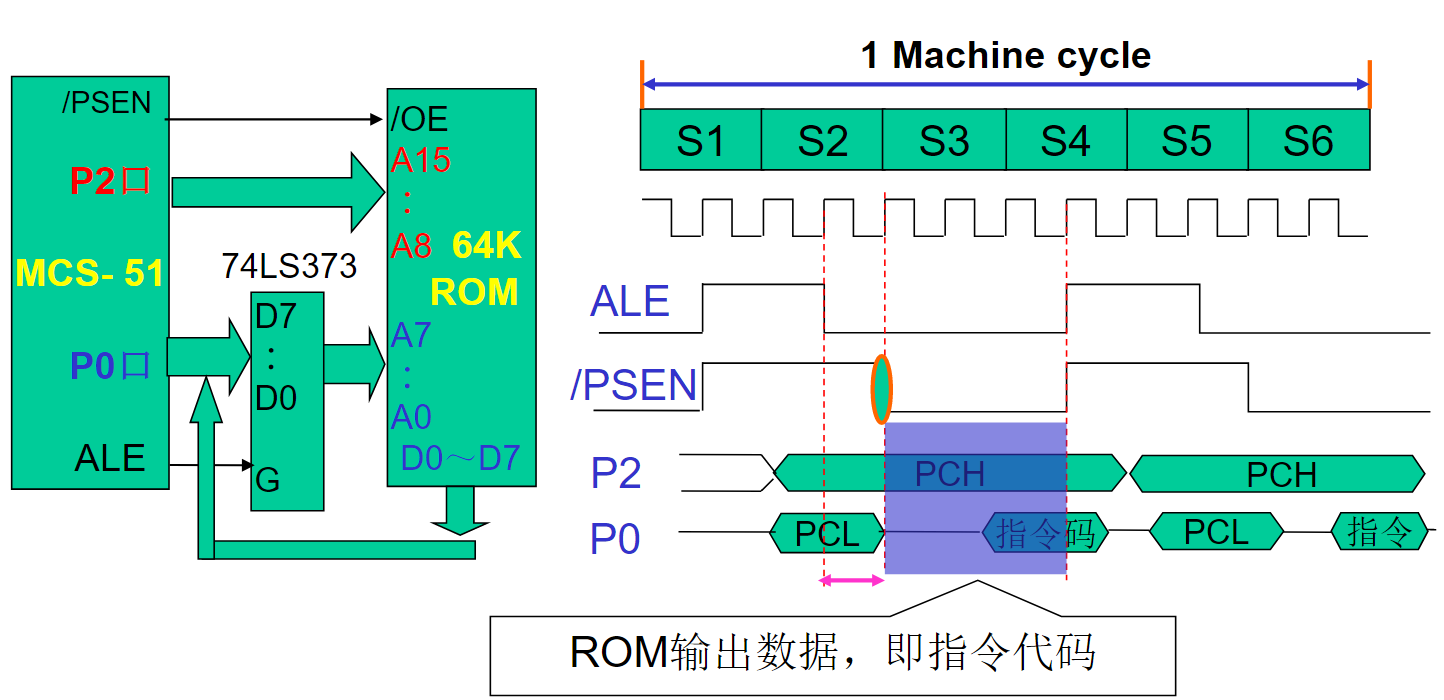 /PSEN
P2口
MCS- 51
P0口
ALE
74LS373
D7
:
D0
G
/OE
A15
:
A8
64K
ROM
A7
:
A0
D0～D7
1 Machine cycle
S1 S2 S3 S4 S5 S6
ALE
/PSEN
P2 PCH PCH
P0 PCL 指令码 PCL 指令
ROM输出数据，即指令代码